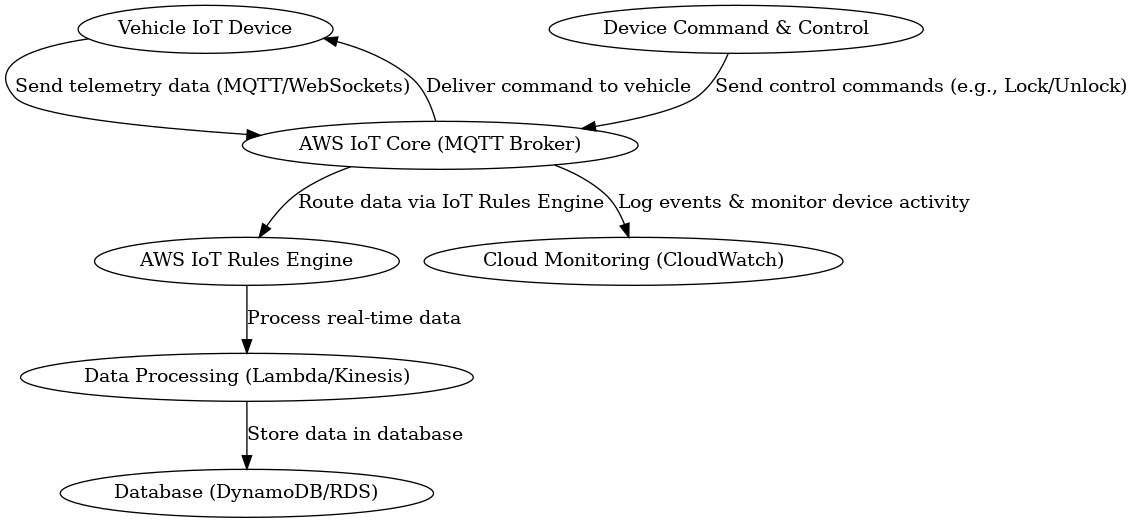 Vehicle IoT Device
Device Command & Control
Send telemetry data (MQTT/WebSockets)
Deliver command to vehicle
Send control commands (e.g., Lock/Unlock)
AWS IoT Core (MQTT Broker)
Route data via IoT Rules Engine
Log events & monitor device activity
AWS IoT Rules Engine
Cloud Monitoring (CloudWatch)
Process real-time data
Data Processing (Lambda/Kinesis)
Store data in database
Database (DynamoDB/RDS)